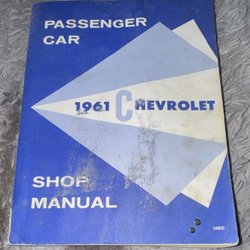 PASSENGER
CAR
1961 CHEVROLET
SHOP
MANUAL